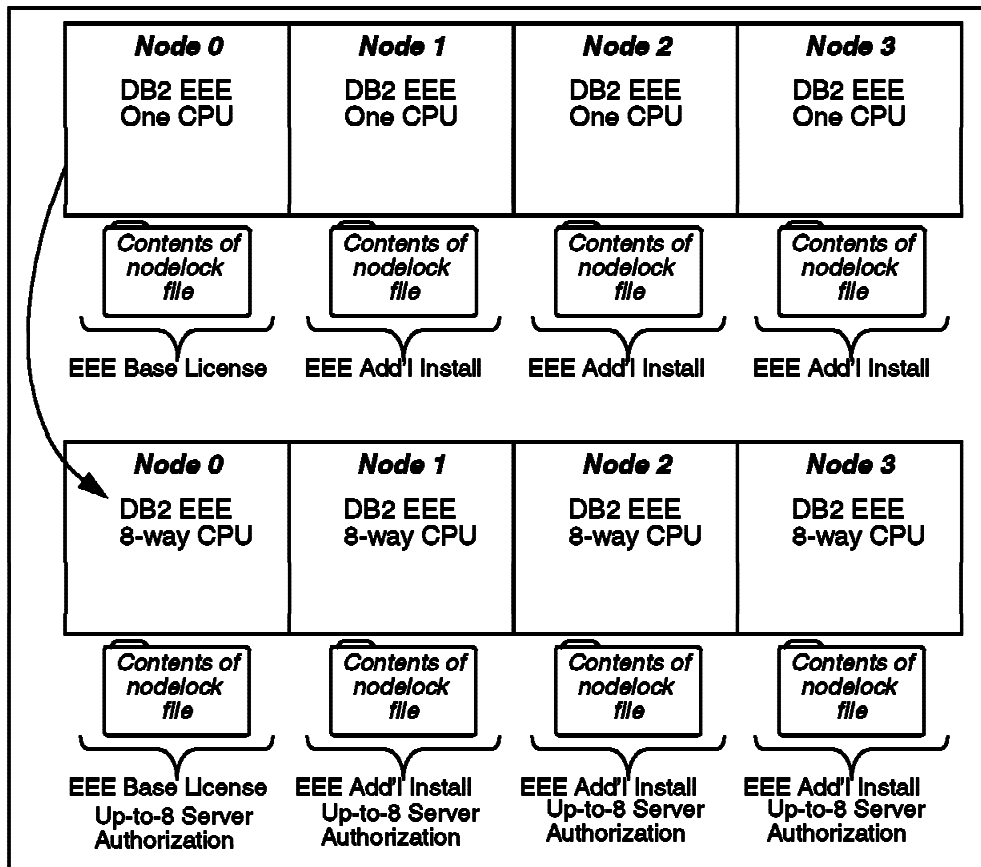 Node 0 Node 1 Node 2 Node 3
DB2 EEE DB2 EEE DB2 EEE DB2 EEE
One CPU One CPU One CPU One CPU
Contents of Contents of Contents of Contents of
nodelock nodelock nodelock nodelock
file file file file
EEE Base License EEE Add'l Install EEE Add'l Install EEE Add'l Install
Node 0 Node 1 Node 2 Node 3
DB2 EEE DB2 EEE DB2 EEE DB2 EEE
8-way CPU 8-way CPU 8-way CPU 8-way CPU
Contents of Contents of Contents of Contents of
nodelock nodelock nodelock nodelock
file file file file
EEE Base License EEE Add'l Install EEE Add'l Install EEE Add'l Install
Up-to-8 Server Up-to-8 Server Up-to-8 Server Up-to-8 Server
Authorization Authorization Authorization Authorization